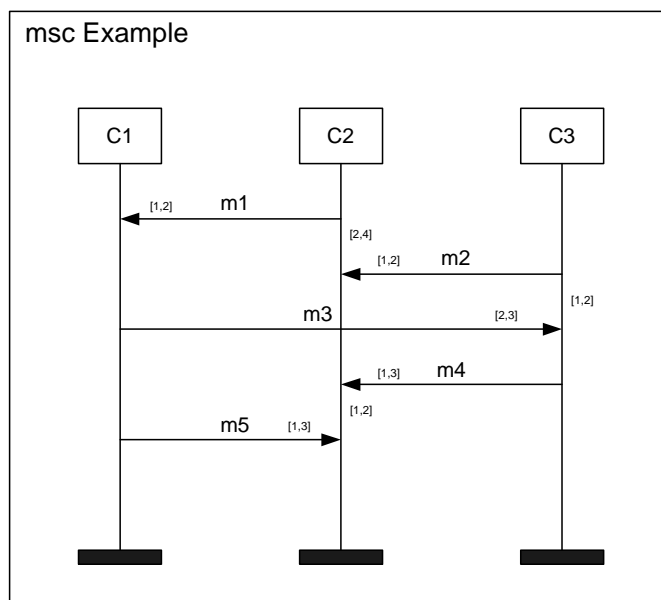 msc Example
C1
C2
C3
[1,2]
m1
[2,4]
[1,2]
m2
[1,2]
m3
[2,3]
[1,3]
m4
[1,2]
m5
[1,3]